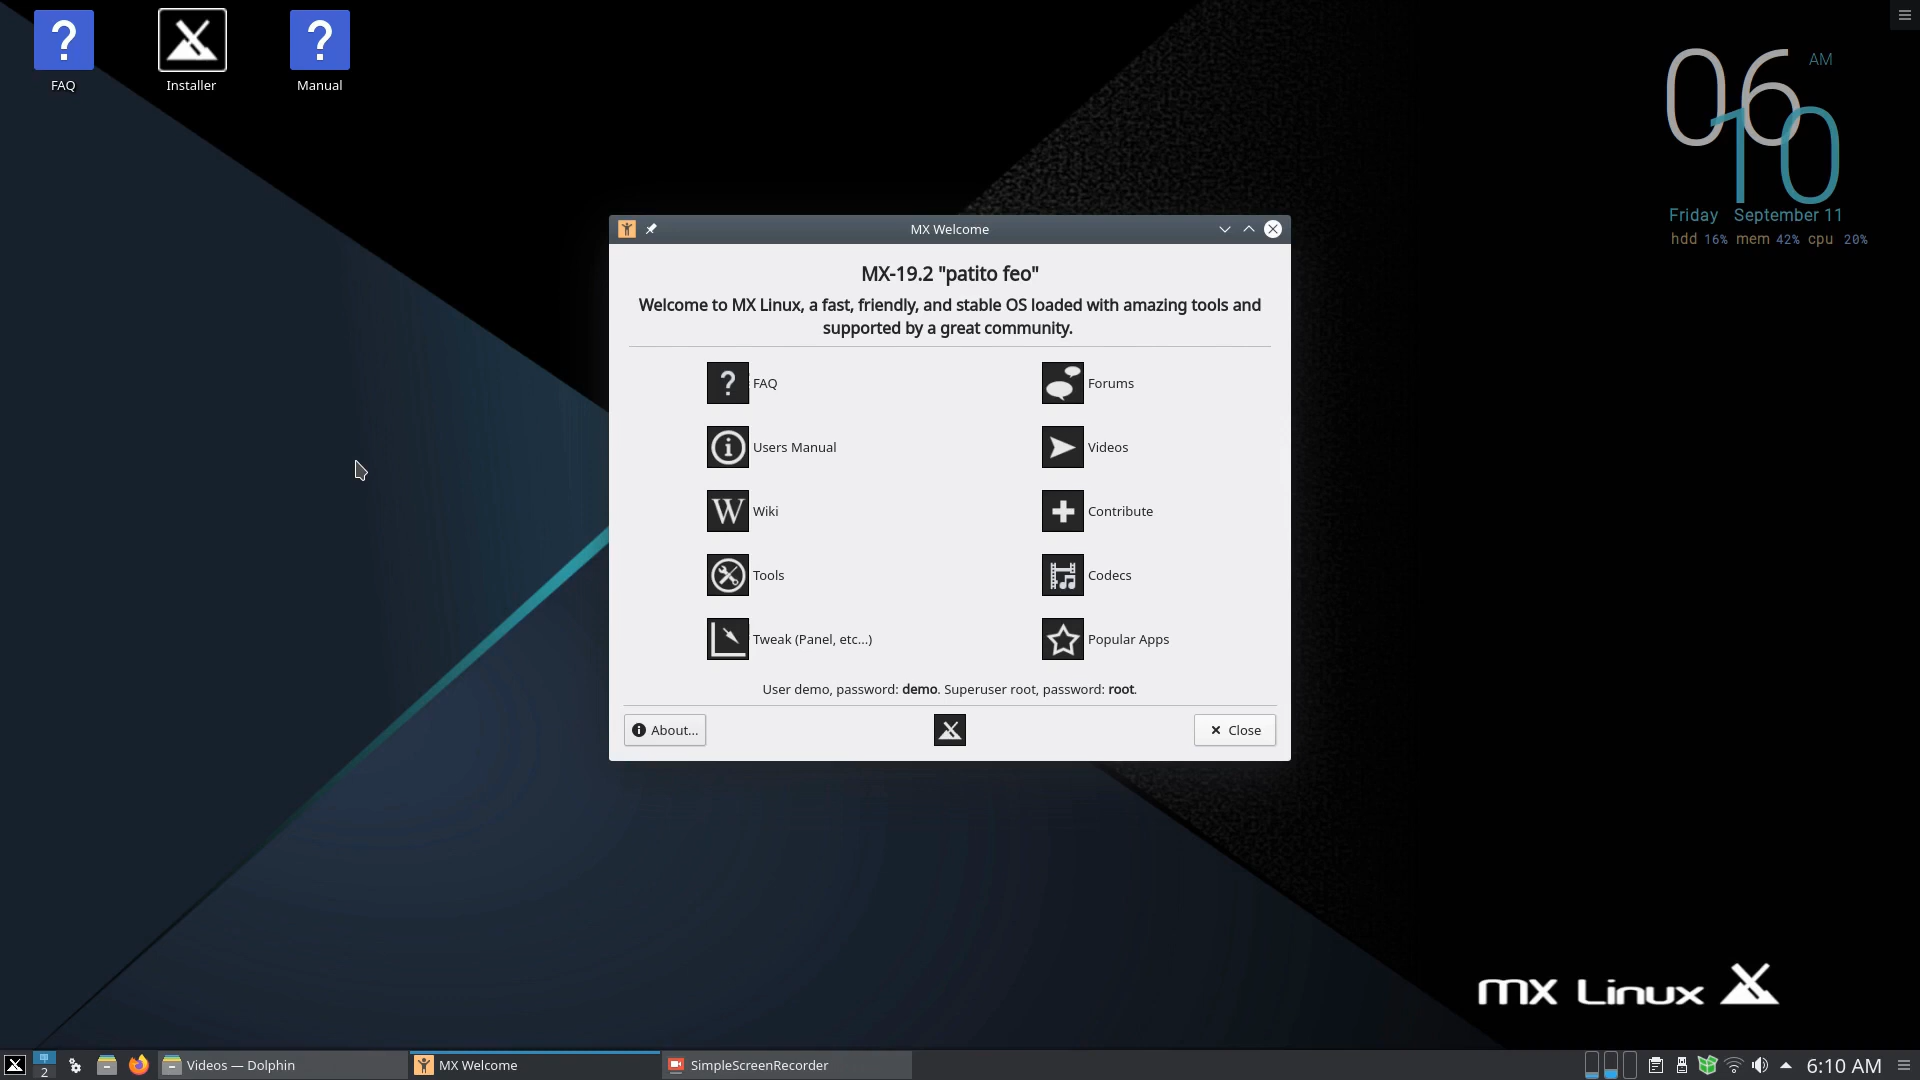 FAQ
Installer
Manual
06 AM
10
Friday September 11
hdd 16% mem 42% cpu 20%
MX Welcome
MX-19.2 "patito feo"
Welcome to MX Linux, a fast, friendly, and stable OS loaded with amazing tools and
supported by a great community.
FAQ
Forums
Users Manual
Videos
Wiki
Contribute
Tools
Codecs
Tweak (Panel, etc...)
Popular Apps
User demo, password: demo. Superuser root, password: root.
About...
Close
MX Linux
2
Videos — Dolphin
MX Welcome
SimpleScreenRecorder
6:10 AM